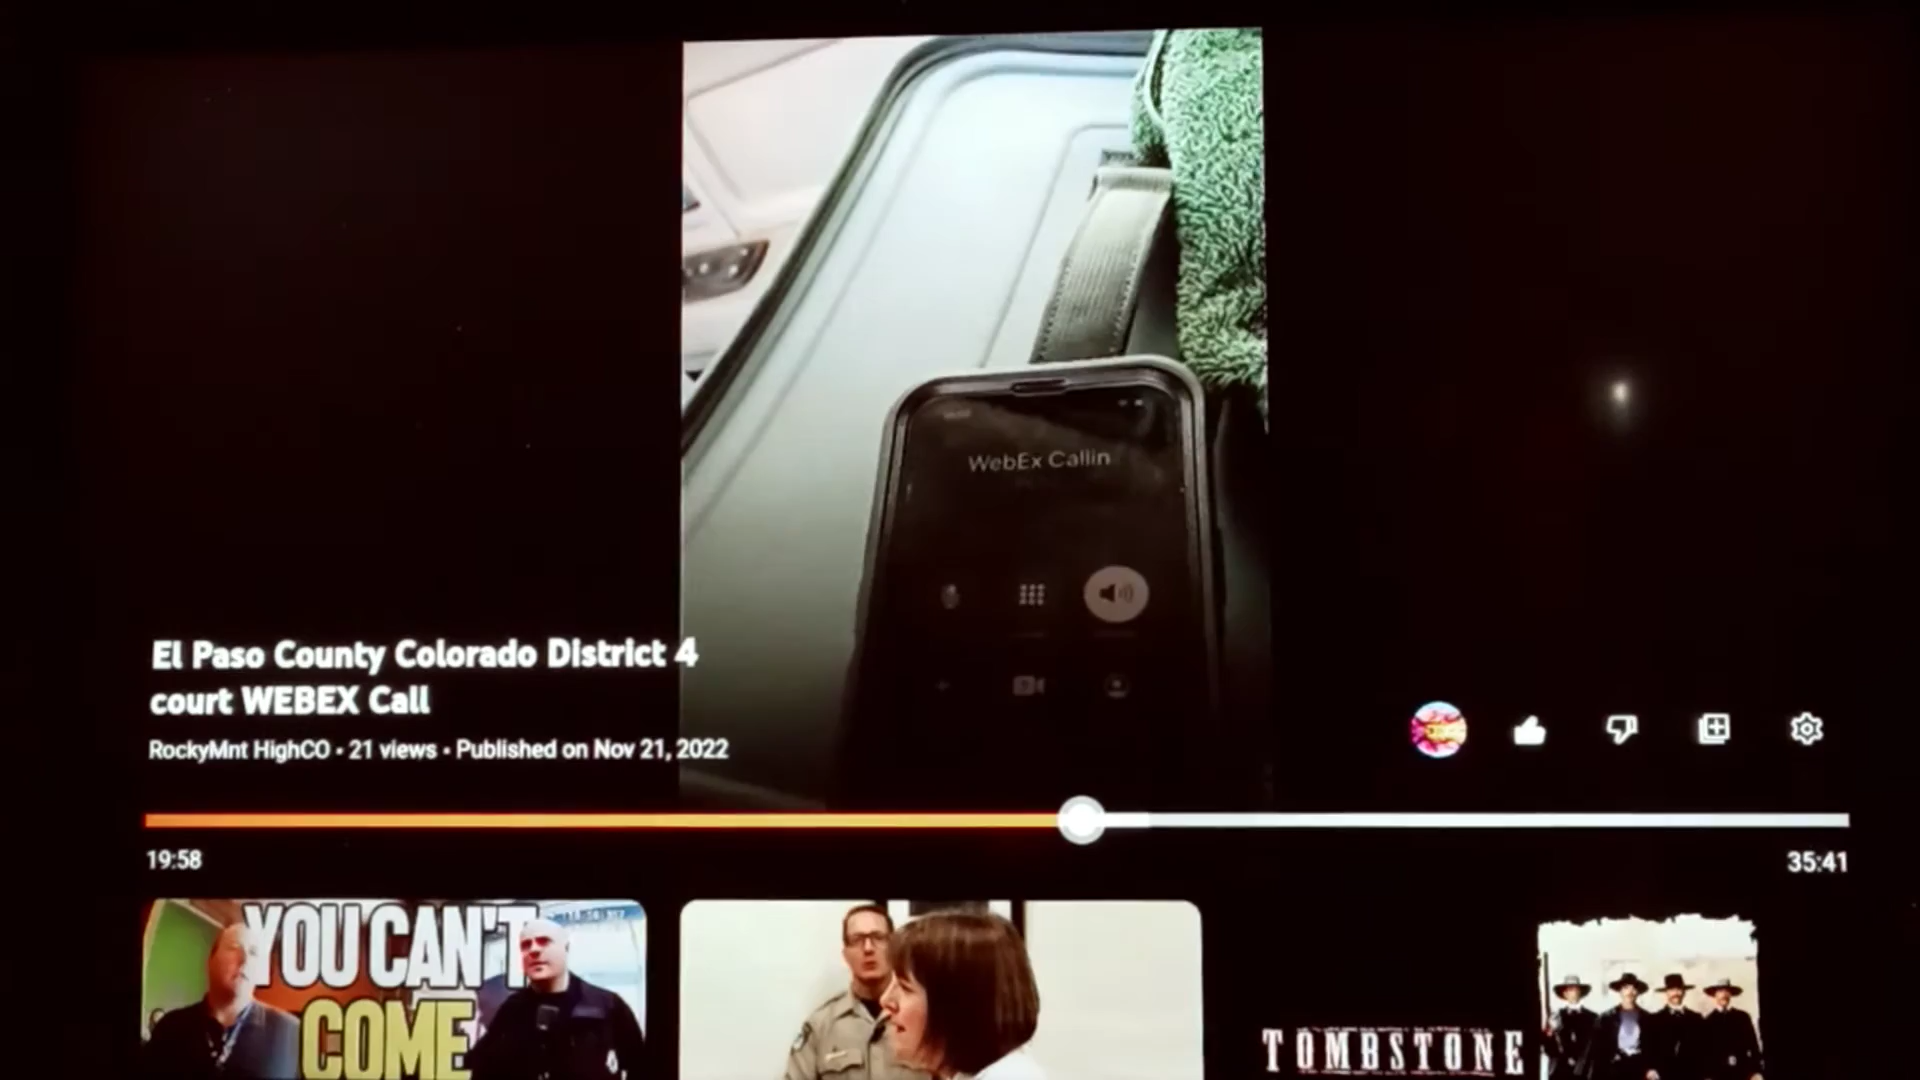 WebEx Callin
El Paso County Colorado District 4
court WEBEX Call
RockyMnt HighCO • 21 views • Published on Nov 21, 2022
19:58
35:41
YOU CAN'T
COME
TOMBSTONE